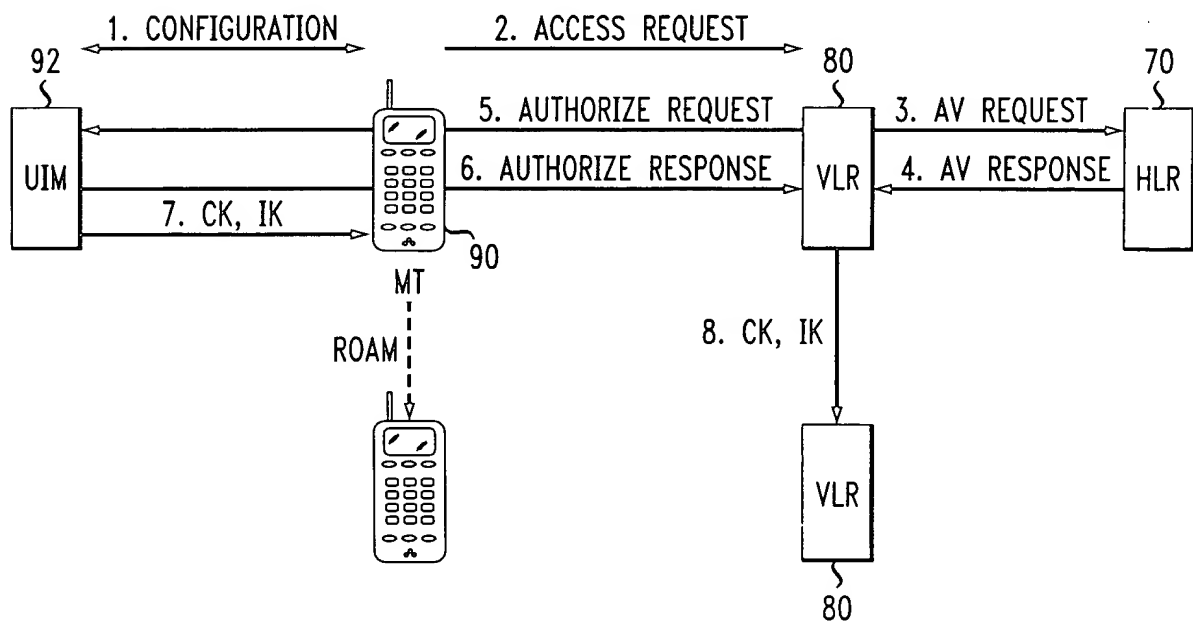 1. CONFIGURATION
2. ACCESS REQUEST
92
80
70
5. AUTHORIZE REQUEST
3. AV REQUEST
UIM
6. AUTHORIZE RESPONSE
VLR
4. AV RESPONSE
HLR
7. CK, IK
90
MT
ROAM
8. CK, IK
VLR
80